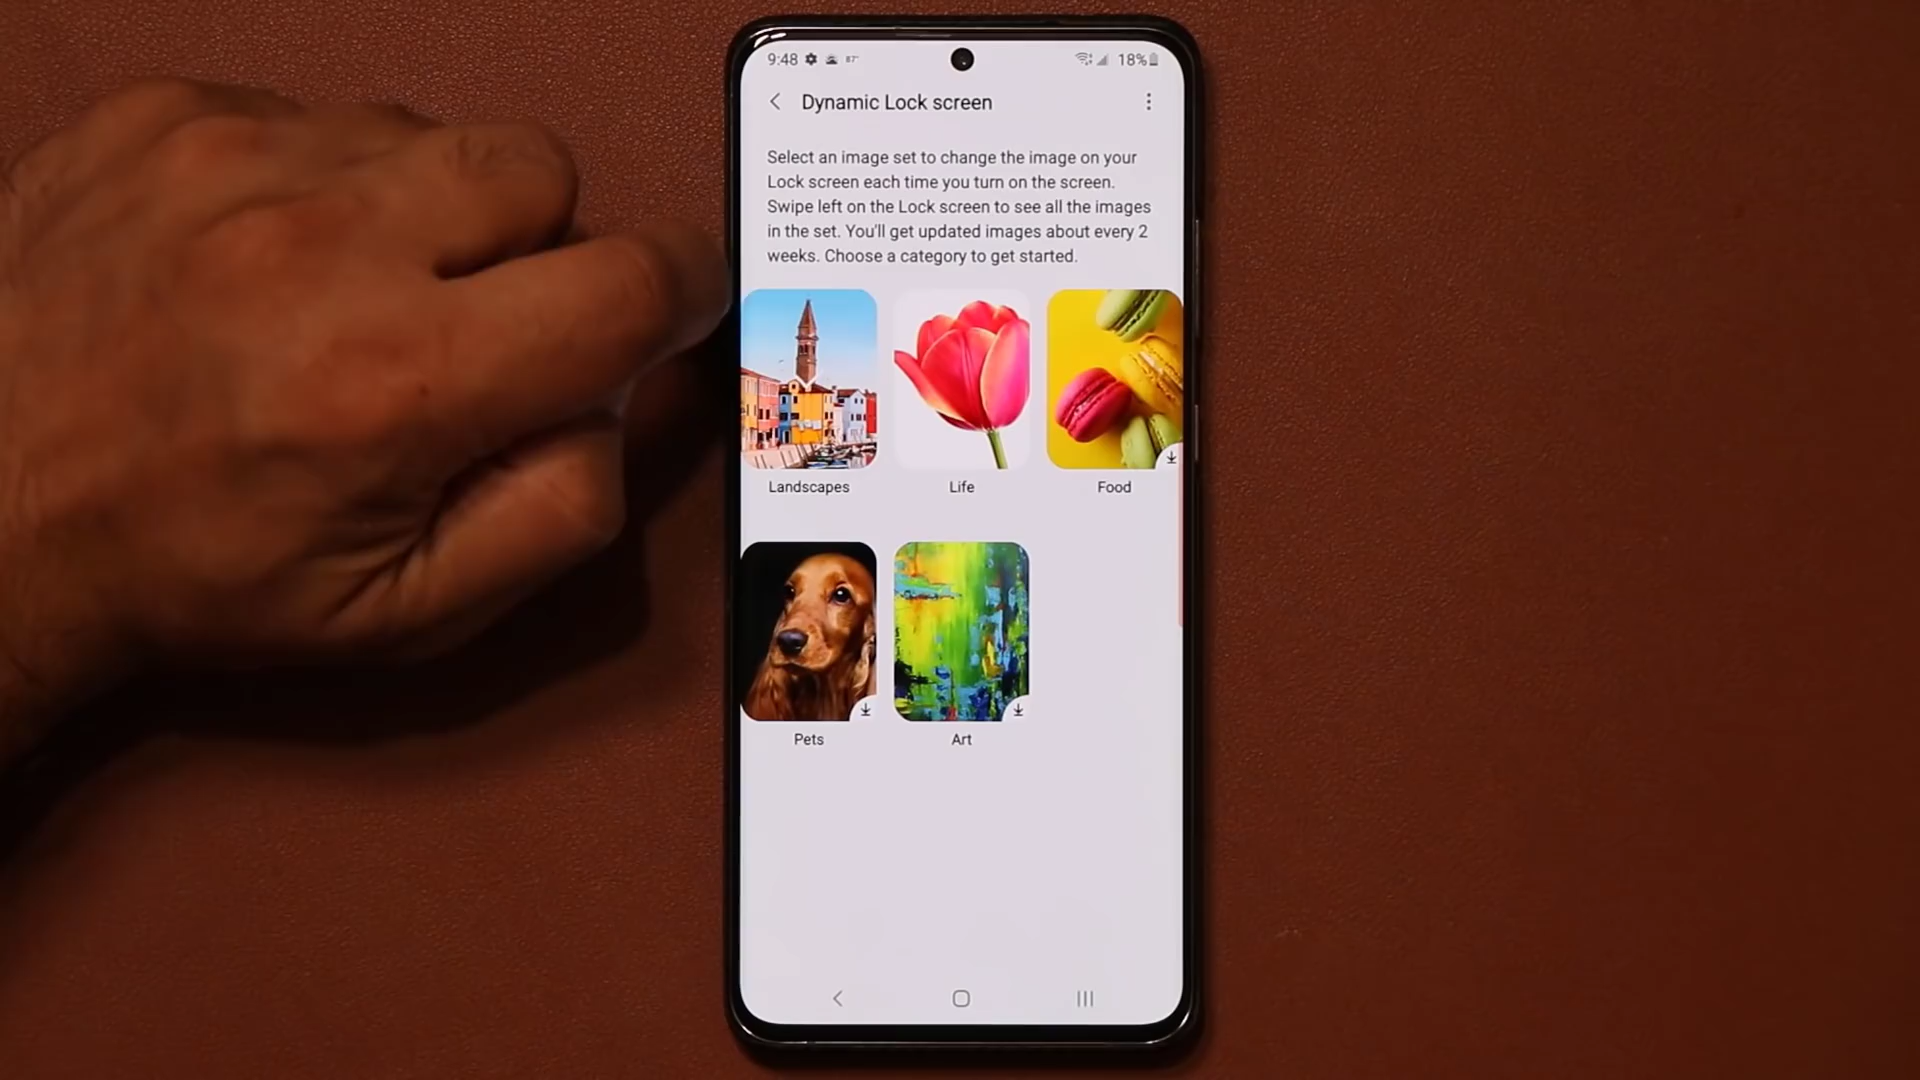 9:48 87° 18%
Dynamic Lock screen
Select an image set to change the image on your
Lock screen each time you turn on the screen.
Swipe left on the Lock screen to see all the images
in the set. You'll get updated images about every 2
weeks. Choose a category to get started.
Landscapes Life Food
Pets Art